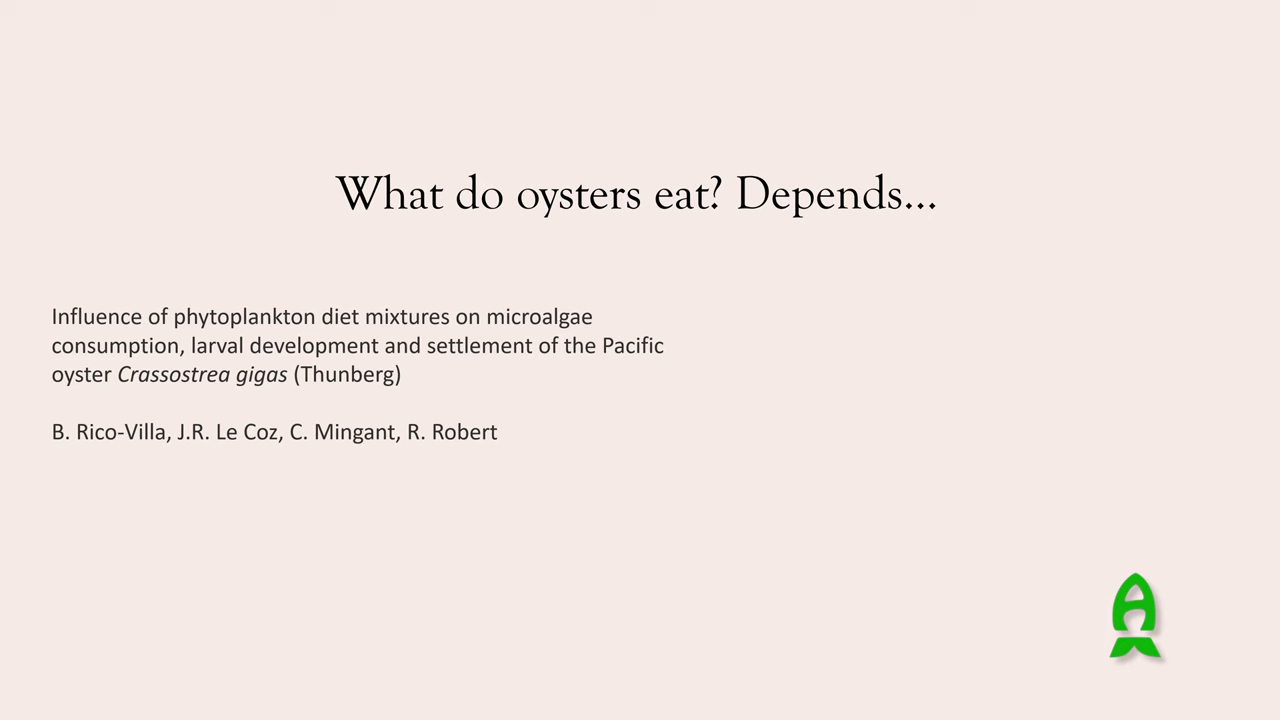 What do oysters eat? Depends...
Influence of phytoplankton diet mixtures on microalgae
consumption, larval development and settlement of the Pacific
oyster Crassostrea gigas (Thunberg)
B. Rico-Villa, J.R. Le Coz, C. Mingant, R. Robert